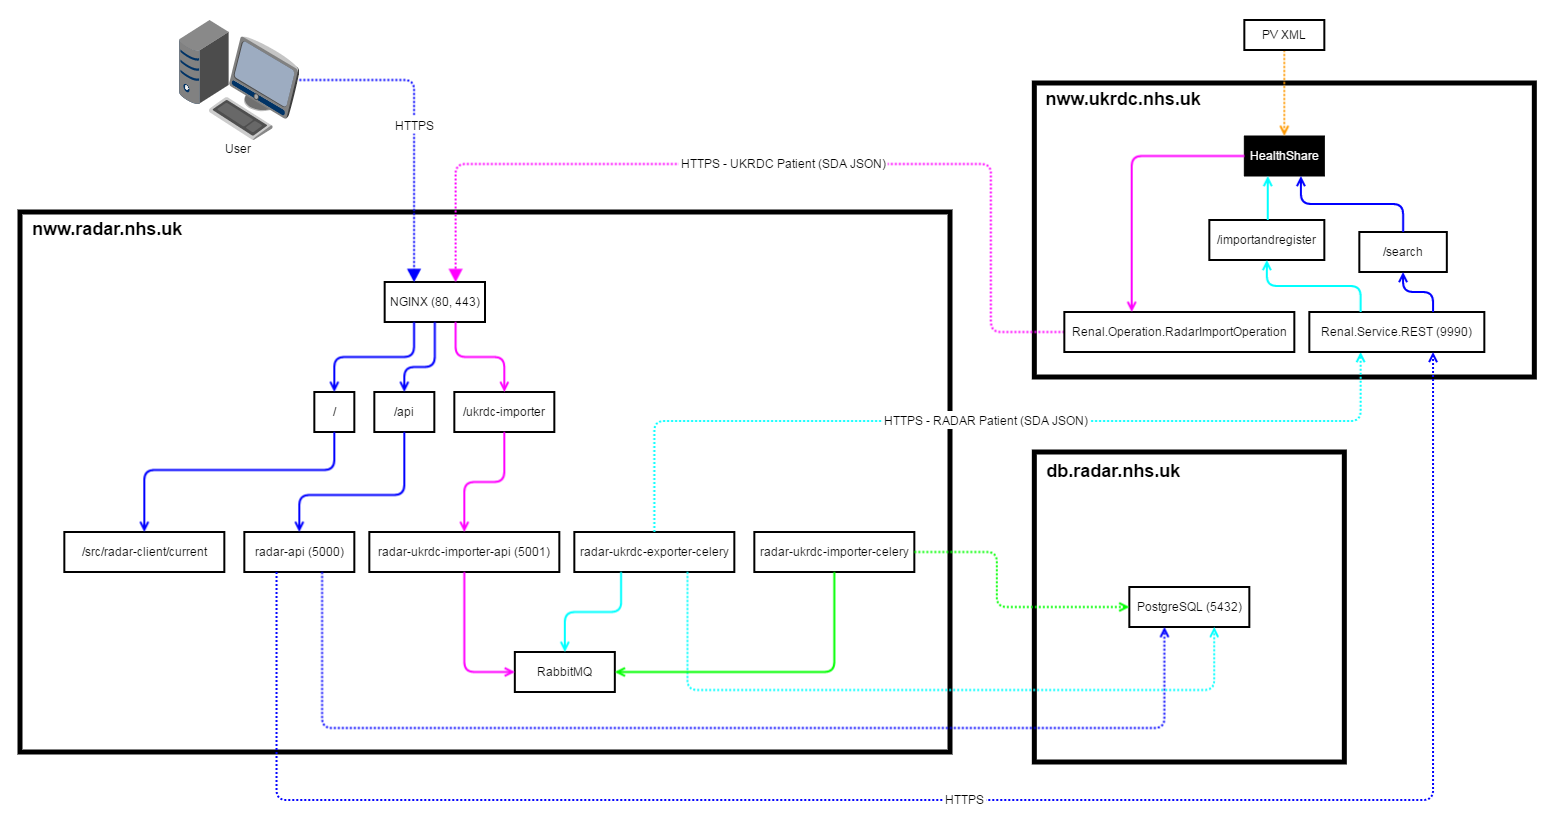 PV XML
nww.ukrdc.nhs.uk
HTTPS
User
HealthShare
HTTPS - UKRDC Patient (SDA JSON)
nww.radar.nhs.uk
/importandregister
/search
NGINX (80, 443)
Renal.Operation.RadarImportOperation
Renal.Service.REST (9990)
/
/api
/ukrdc-importer
HTTPS - RADAR Patient (SDA JSON)
db.radar.nhs.uk
/src/radar-client/current
radar-api (5000)
radar-ukrdc-importer-api (5001)
radar-ukrdc-exporter-celery
radar-ukrdc-importer-celery
PostgreSQL (5432)
RabbitMQ
HTTPS